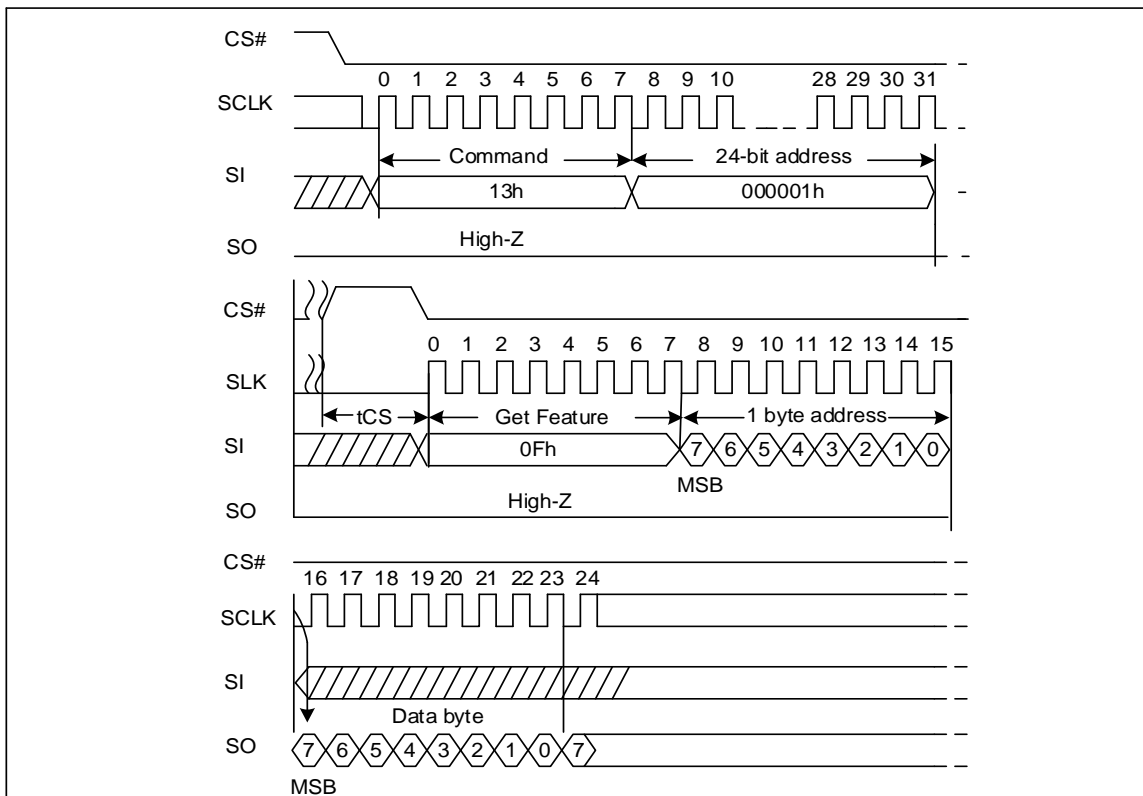 CS#
0 1 2 3 4 5 6 7 8 9 10 28 29 30 31
SCLK
Command 24-bit address
SI
13h 000001h
High-Z
SO
CS#
0 1 2 3 4 5 6 7 8 9 10 11 12 13 14 15
SLK
tCS Get Feature 1 byte address
SI
0Fh 7 6 5 4 3 2 1 0
MSB
High-Z
SO
CS#
16 17 18 19 20 21 22 23 24
SCLK
SI
Data byte
SO 7 6 5 4 3 2 1 0 7
MSB